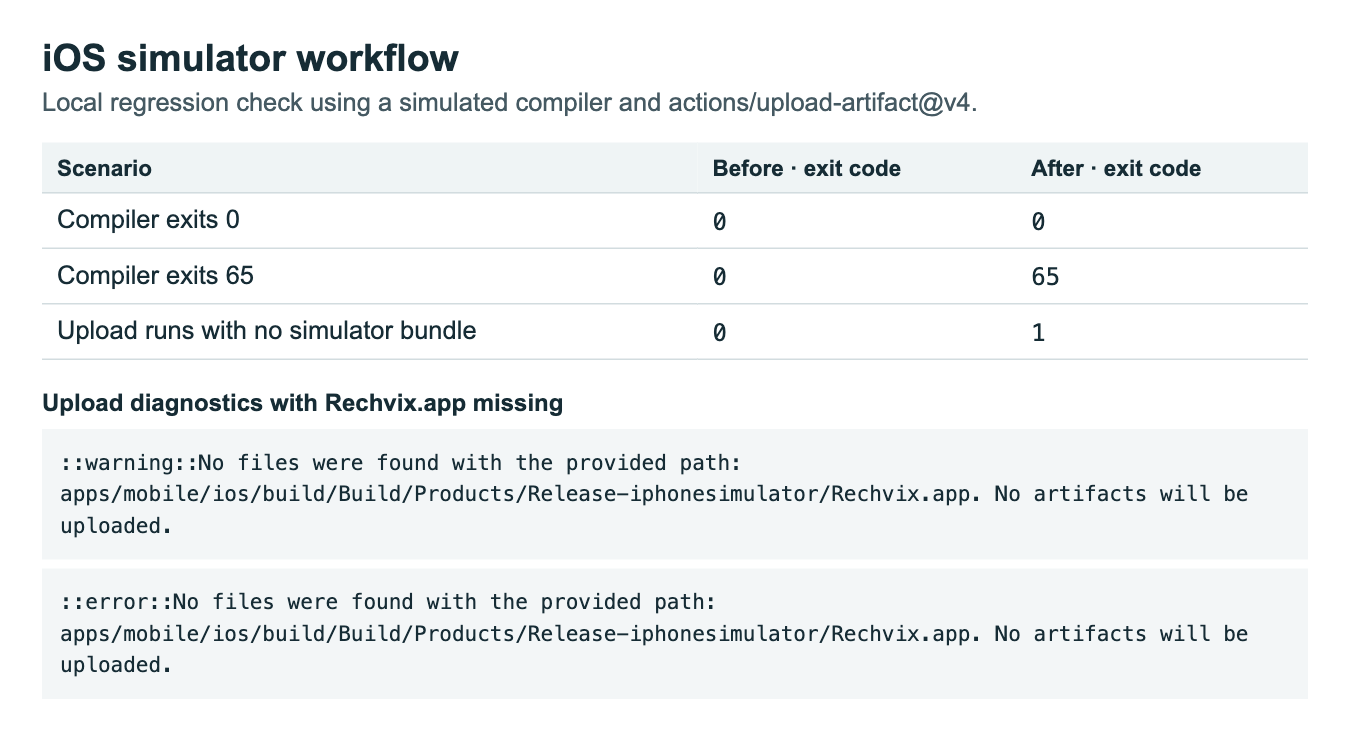 iOS simulator workflow
Local regression check using a simulated compiler and actions/upload-artifact@v4.
Scenario Before · exit code After · exit code
Compiler exits 0 0 0
Compiler exits 65 0 65
Upload runs with no simulator bundle 0 1
Upload diagnostics with Rechvix.app missing
::warning::No files were found with the provided path:
apps/mobile/ios/build/Build/Products/Release-iphonesimulator/Rechvix.app. No artifacts will be
uploaded.
::error::No files were found with the provided path:
apps/mobile/ios/build/Build/Products/Release-iphonesimulator/Rechvix.app. No artifacts will be
uploaded.